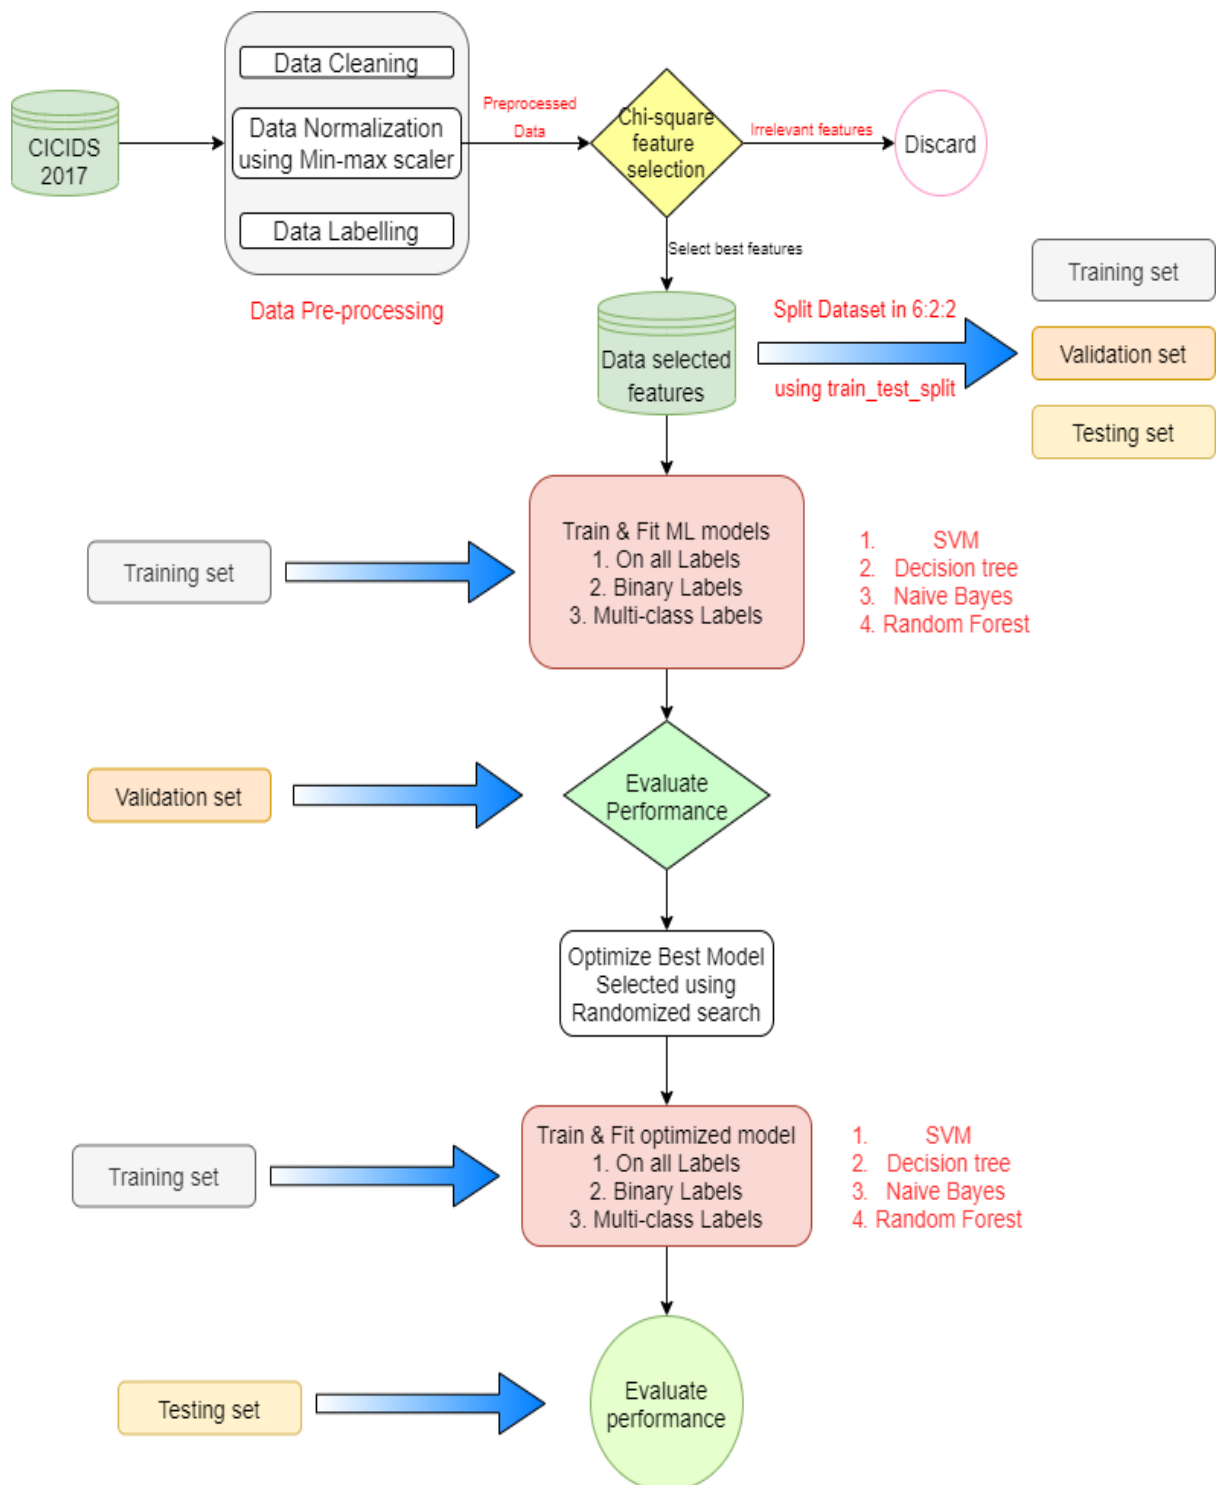 Data Cleaning
CICIDS
2017
Data Normalization
using Min-max scaler
Data Labelling
Data Pre-processing
Preprocessed
Data
Chi-square
feature
selection
Irrelevant features
Discard
Select best features
Data selected
features
Split Dataset in 6:2:2
using train_test_split
Training set
Validation set
Testing set
Training set
Train & Fit ML models
1. On all Labels
2. Binary Labels
3. Multi-class Labels
1. SVM
2. Decision tree
3. Naive Bayes
4. Random Forest
Validation set
Evaluate
Performance
Optimize Best Model
Selected using
Randomized search
Training set
Train & Fit optimized model
1. On all Labels
2. Binary Labels
3. Multi-class Labels
1. SVM
2. Decision tree
3. Naive Bayes
4. Random Forest
Testing set
Evaluate
performance